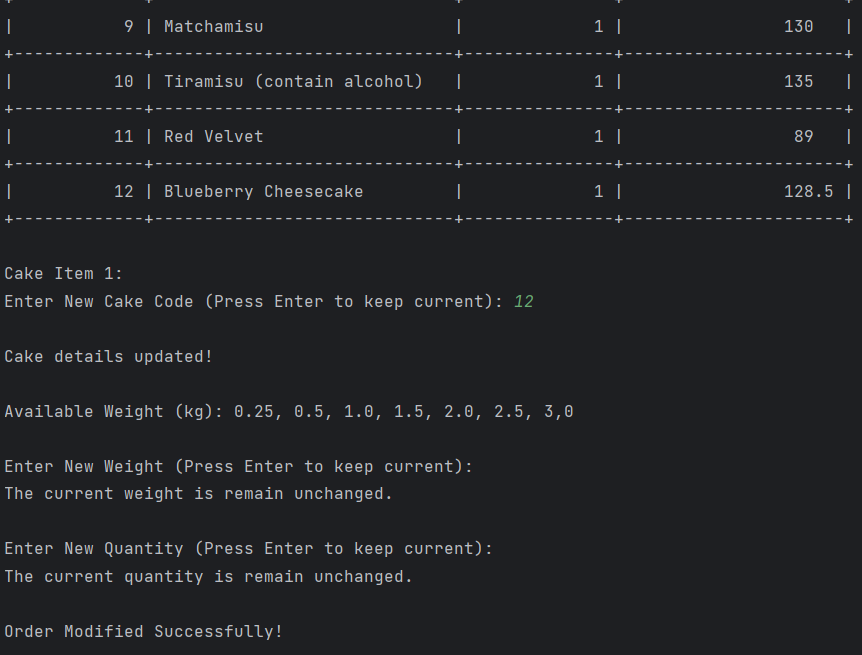 |           9 | Matchamisu                   |             1 |                130   |
+-------------+------------------------------+---------------+----------------------+
|          10 | Tiramisu (contain alcohol)   |             1 |                135   |
+-------------+------------------------------+---------------+----------------------+
|          11 | Red Velvet                   |             1 |                 89   |
+-------------+------------------------------+---------------+----------------------+
|          12 | Blueberry Cheesecake         |             1 |                128.5 |
+-------------+------------------------------+---------------+----------------------+
Cake Item 1:
Enter New Cake Code (Press Enter to keep current): 12
Cake details updated!
Available Weight (kg): 0.25, 0.5, 1.0, 1.5, 2.0, 2.5, 3,0
Enter New Weight (Press Enter to keep current):
The current weight is remain unchanged.
Enter New Quantity (Press Enter to keep current):
The current quantity is remain unchanged.
Order Modified Successfully!